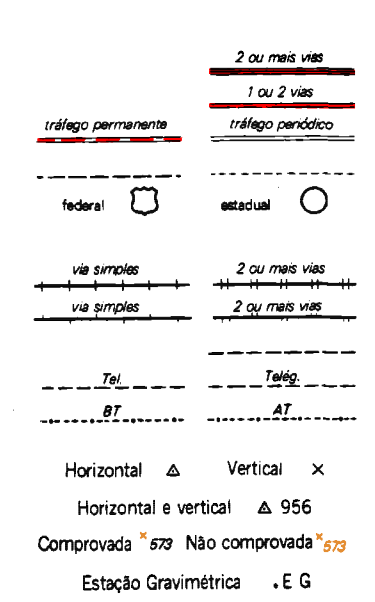 2 ou mais vias
1 ou 2 vias
tráfego permanente tráfego periódico
federal estadual
via simples 2 ou mais vias
via simples 2 ou mais vias
Tel. Telég.
BT AT
Horizontal Vertical
Horizontal e vertical 956
Comprovada 573 Não comprovada 573
Estação Gravimétrica .E G